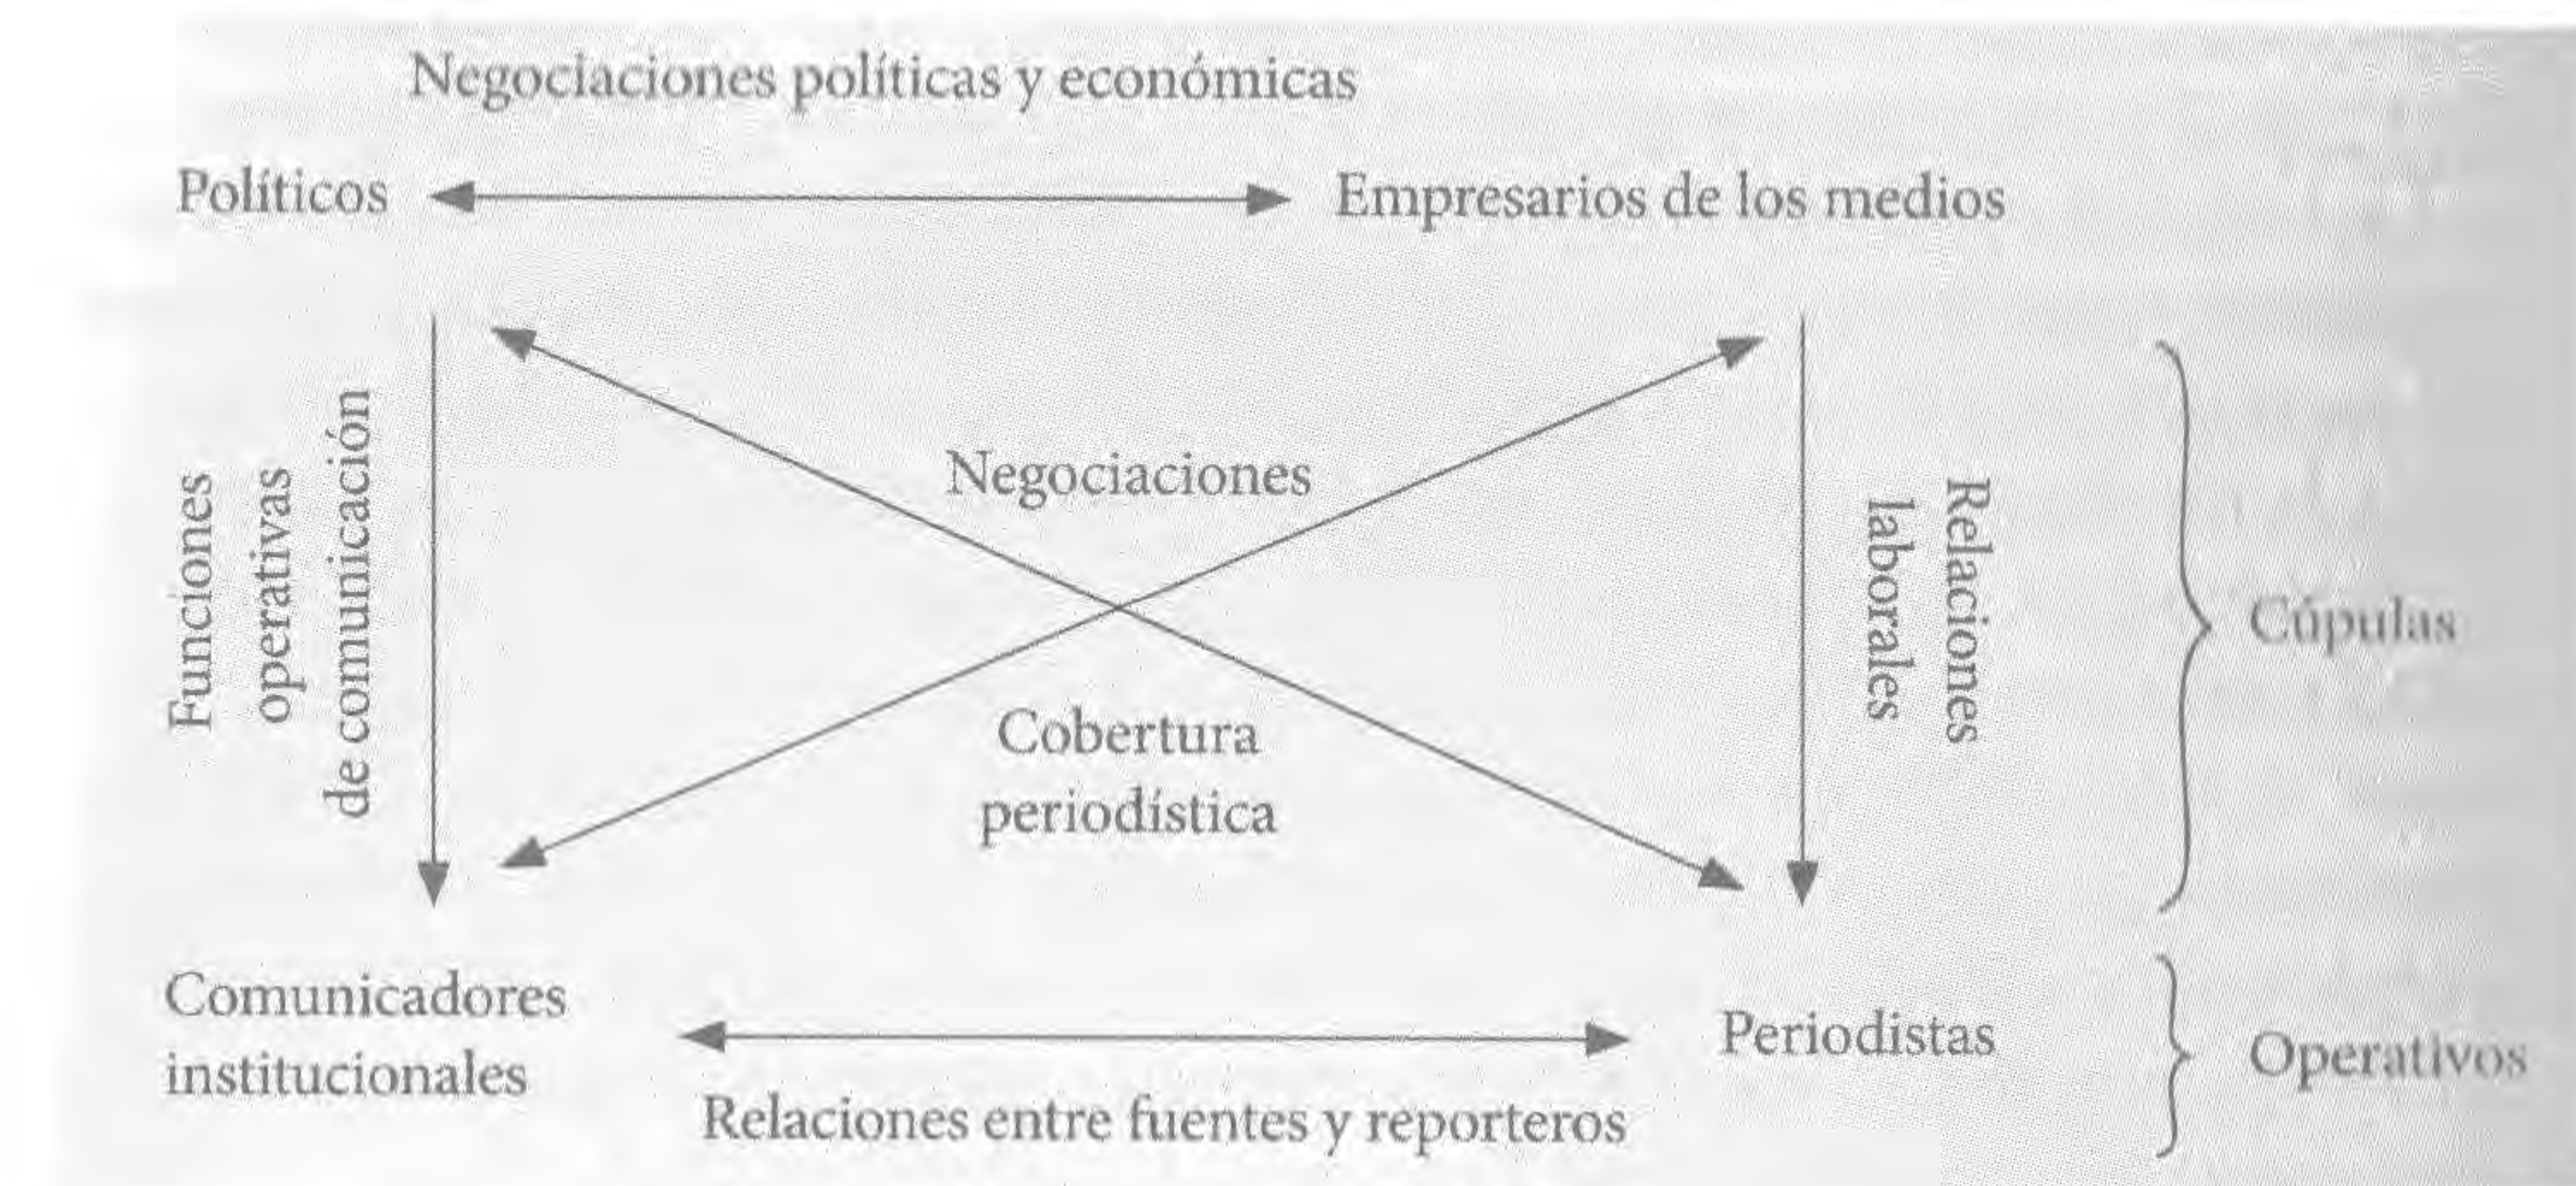 Negociaciones políticas y económicas
Políticos
Empresarios de los medios
Funciones
operativas
de comunicación
Negociaciones
Cobertura
periodística
Relaciones
laborales
Cúpulas
Comunicadores
institucionales
Periodistas
Operativos
Relaciones entre fuentes y reporteros